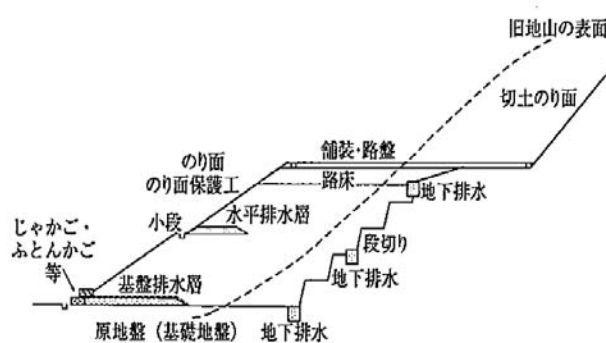 旧地山の表面
切土のり面
舗装・路盤
のり面
のり面保護工
路床
地下排水
小段
水平排水層
じゃかご・
ふとんかご
等
段切り
基盤排水層
地下排水
原地盤（基礎地盤）
地下排水